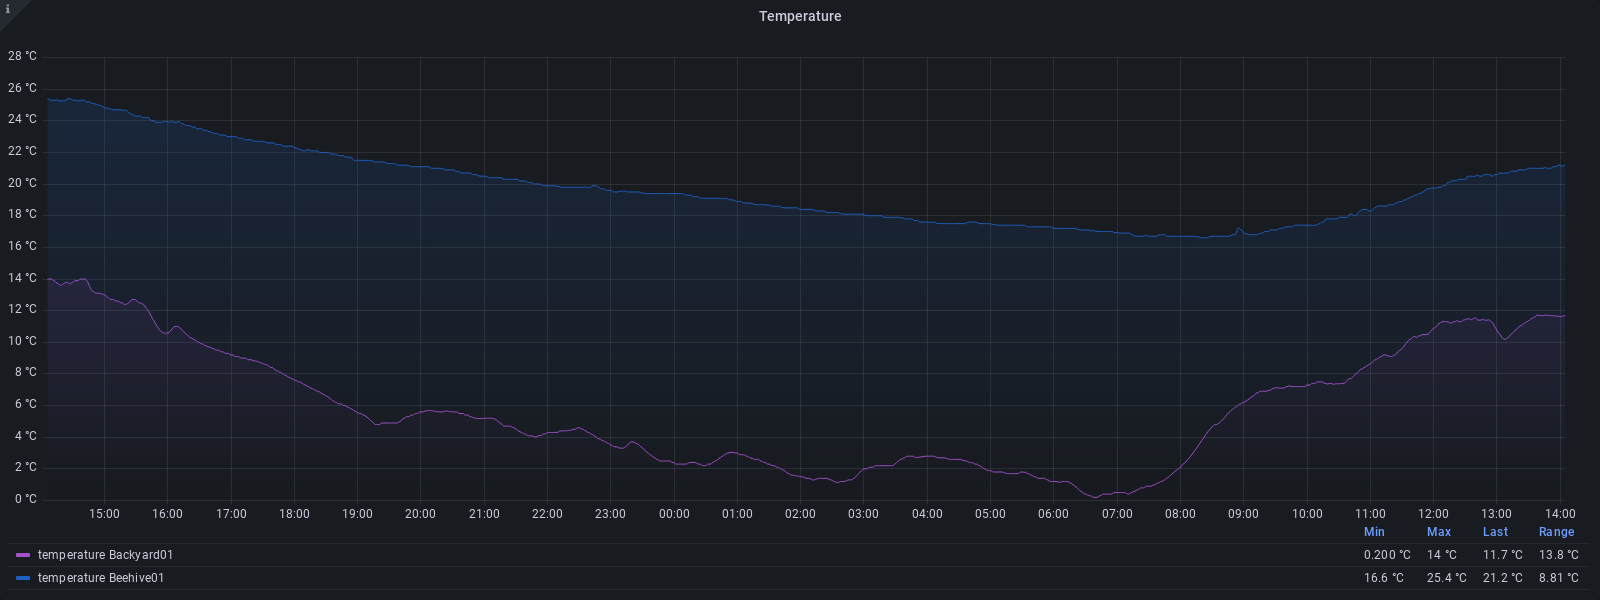 i
Temperature
28 °C
26 °C
24 °C
22 °C
20 °C
18 °C
16 °C
14 °C
12 °C
10 °C
8 °C
6 °C
4 °C
2 °C
0 °C
15:00 16:00 17:00 18:00 19:00 20:00 21:00 22:00 23:00 00:00 01:00 02:00 03:00 04:00 05:00 06:00 07:00 08:00 09:00 10:00 11:00 12:00 13:00 14:00
Min Max Last Range
temperature Backyard01 0.200 °C 14 °C 11.7 °C 13.8 °C
temperature Beehive01 16.6 °C 25.4 °C 21.2 °C 8.81 °C